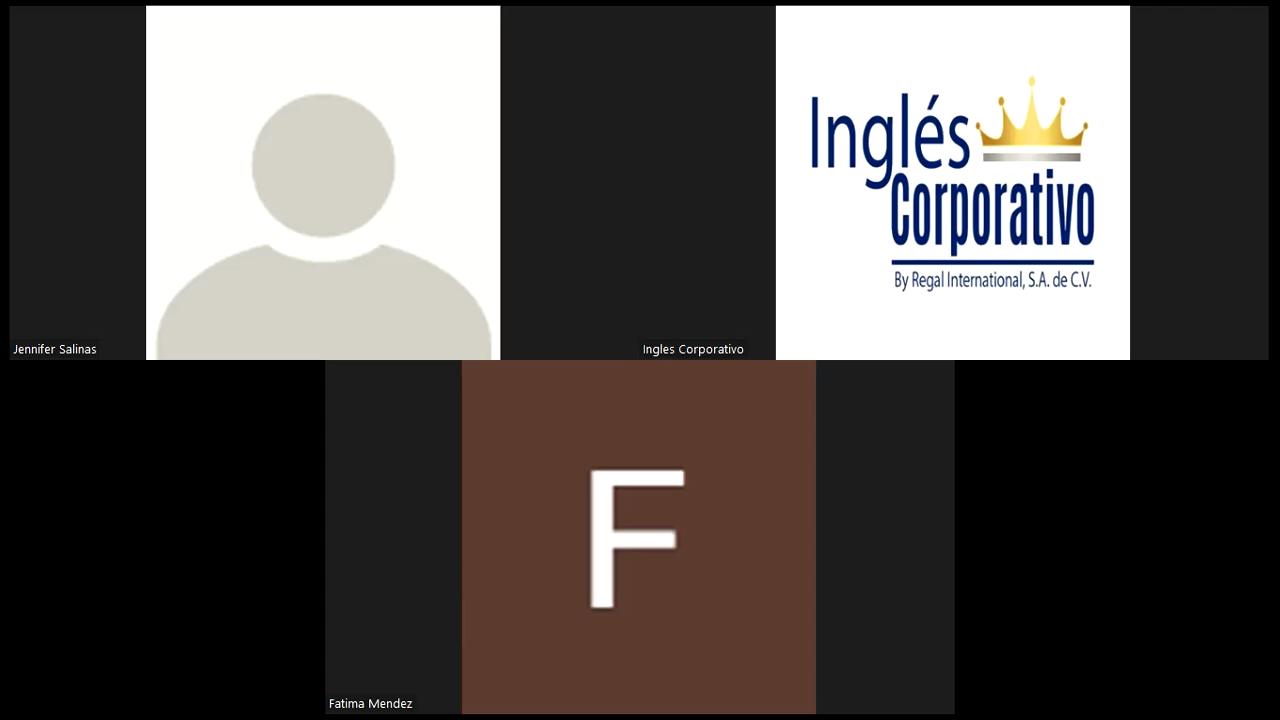 Inglés
Corporativo
By Regal International, S.A. de C.V.
Jennifer Salinas
Ingles Corporativo
F
Fatima Mendez